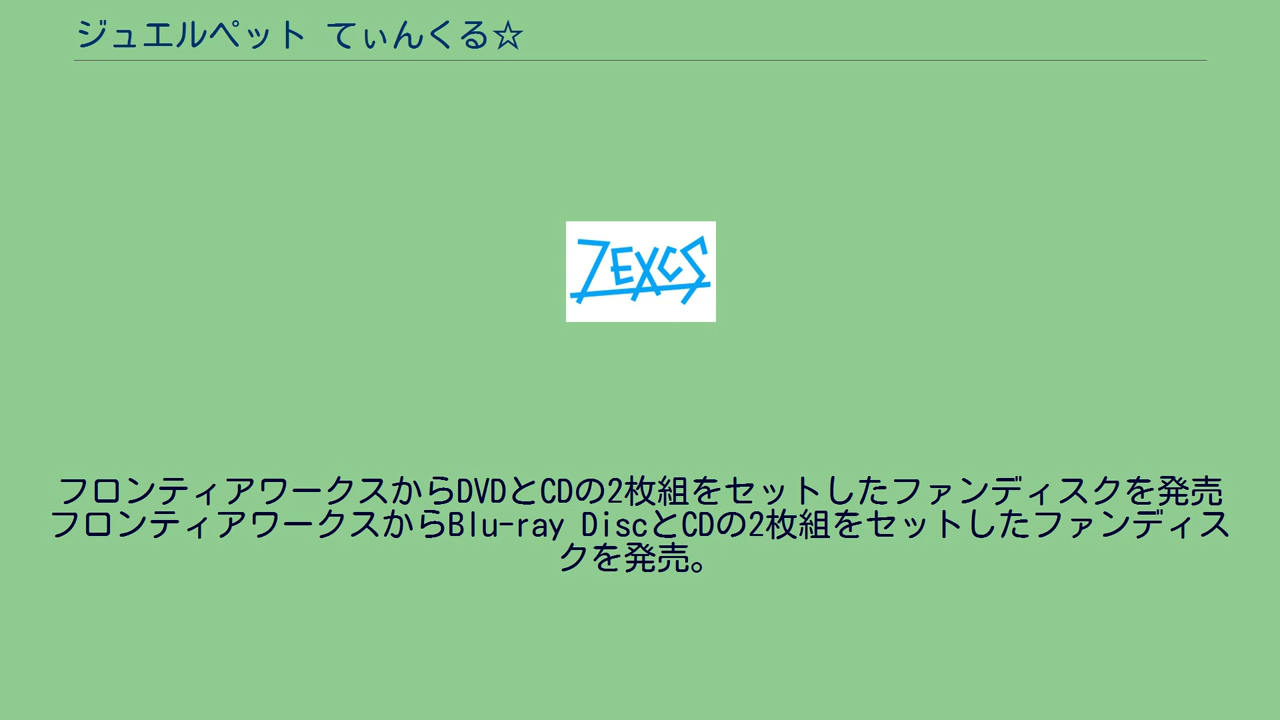 ジュエルペット てぃんくる☆
ZEXCS
フロンティアワークスからDVDとCDの2枚組をセットしたファンディスクを発売
フロンティアワークスからBlu-ray DiscとCDの2枚組をセットしたファンディス
クを発売。